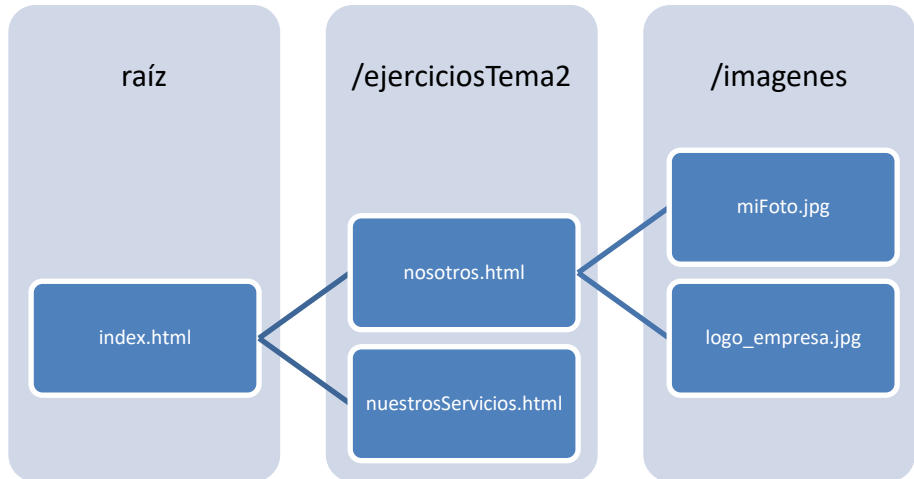 raíz
/ejerciciosTema2
/imagenes
miFoto.jpg
nosotros.html
index.html
logo_empresa.jpg
nuestrosServicios.html